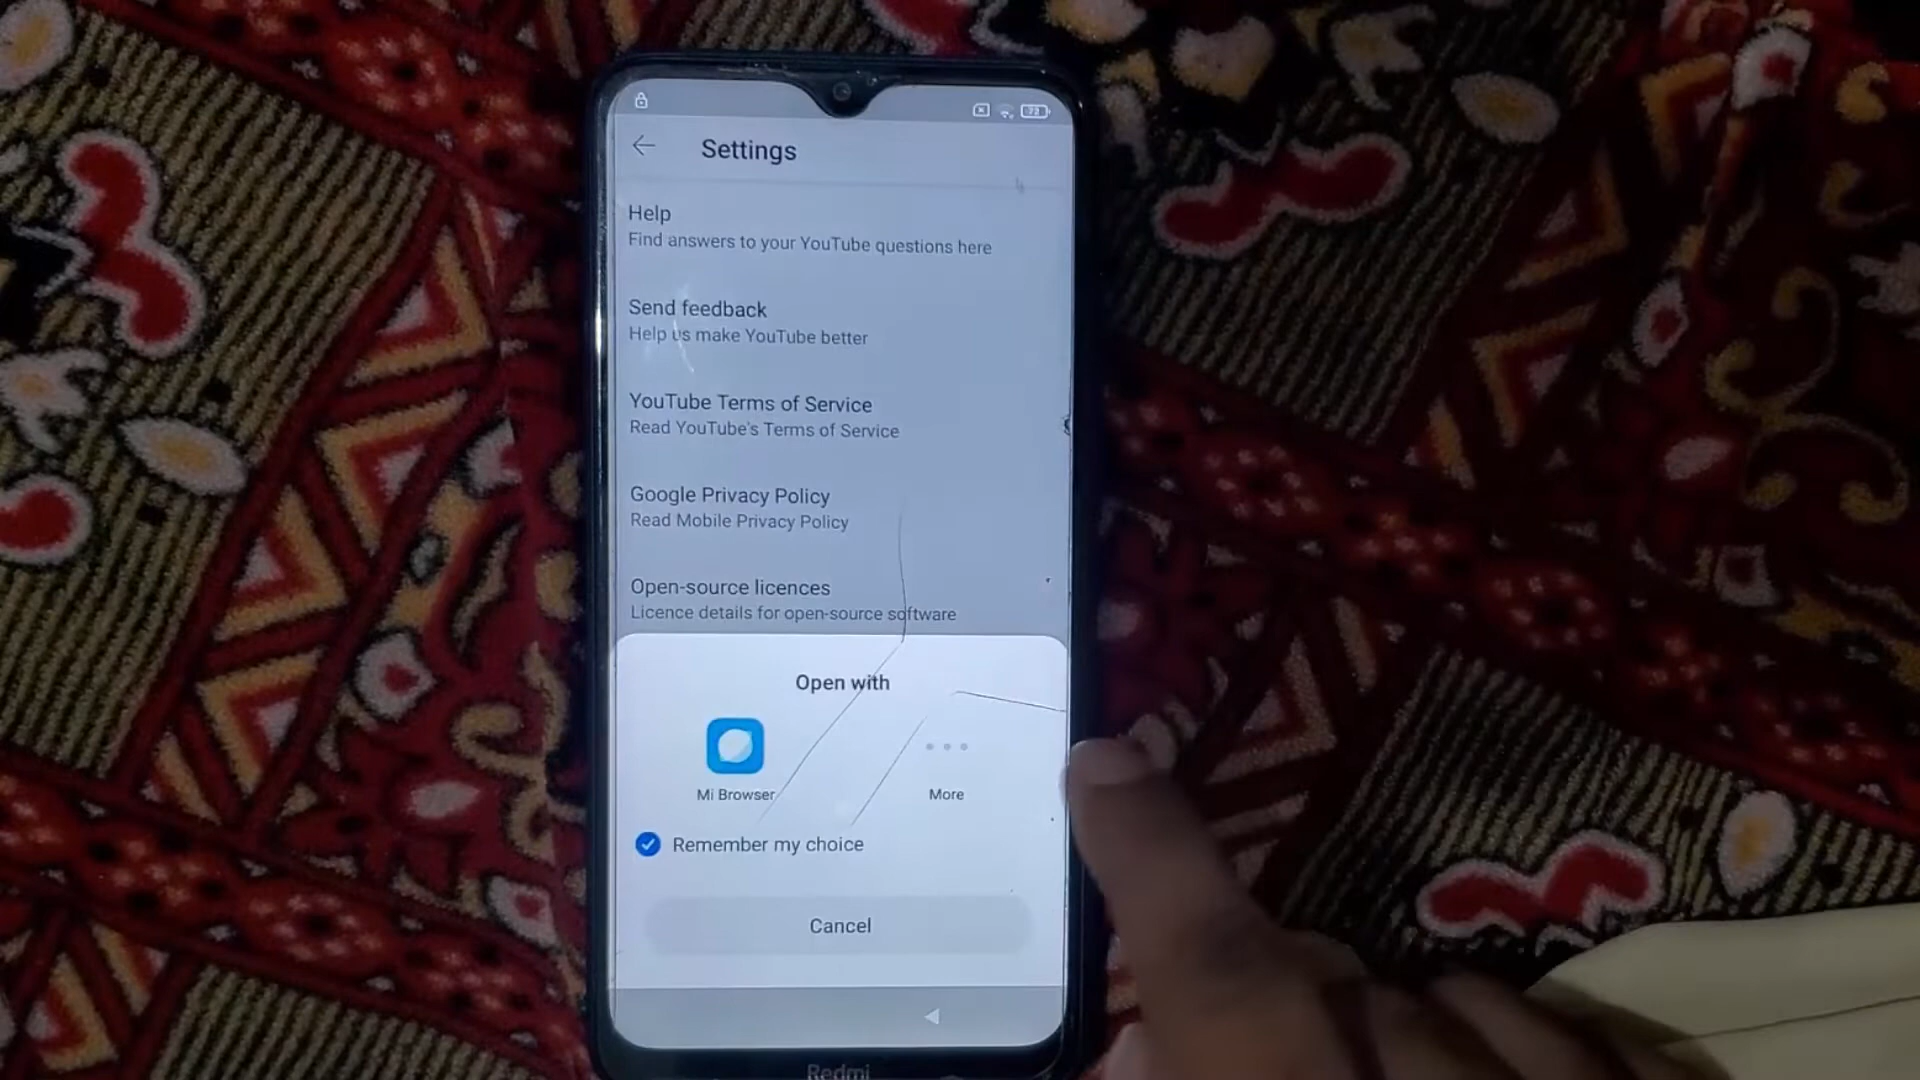 73
Settings
Help
Find answers to your YouTube questions here
Send feedback
Help us make YouTube better
YouTube Terms of Service
Read YouTube's Terms of Service
Google Privacy Policy
Read Mobile Privacy Policy
Open-source licences
Licence details for open-source software
Open with
Mi Browser
More
Remember my choice
Cancel
Redmi